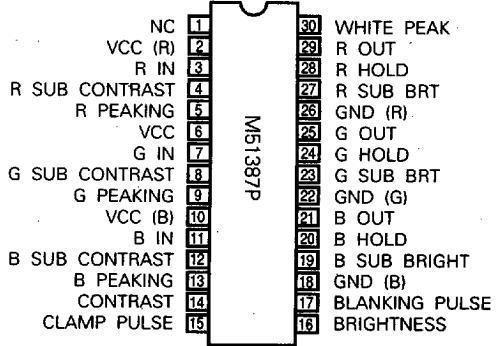 NC 1
VCC (R) 2
R IN 3
R SUB CONTRAST 4
R PEAKING 5
VCC 6
G IN 7
G SUB CONTRAST 8
G PEAKING 9
VCC (B) 10
B IN 11
B SUB CONTRAST 12
B PEAKING 13
CONTRAST 14
CLAMP PULSE 15
M51387P
30 WHITE PEAK
29 R OUT
28 R HOLD
27 R SUB BRT
26 GND (R)
25 G OUT
24 G HOLD
23 G SUB BRT
22 GND (G)
21 B OUT
20 B HOLD
19 B SUB BRIGHT
18 GND (B)
17 BLANKING PULSE
16 BRIGHTNESS